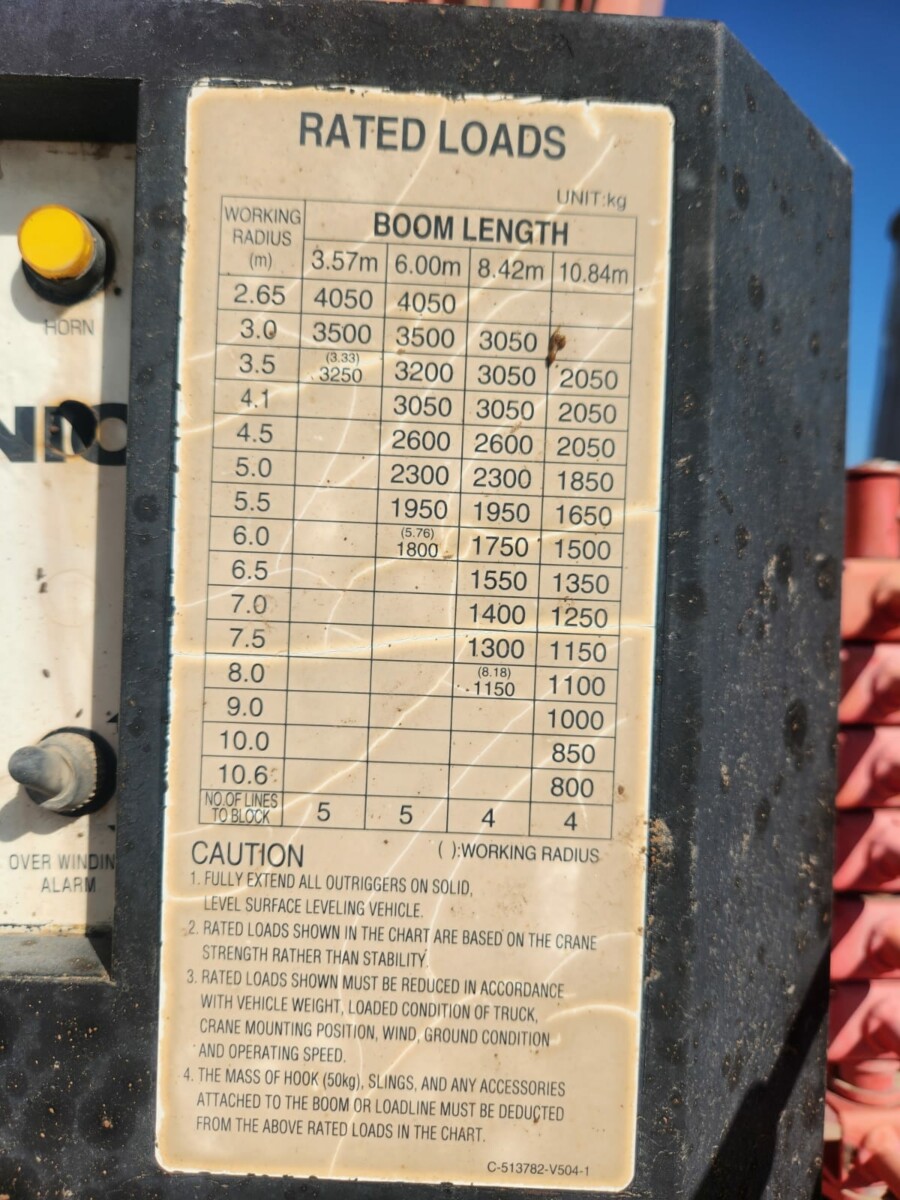 RATED LOADS
UNIT:kg
WORKING RADIUS (m) BOOM LENGTH
3.57m 6.00m 8.42m 10.84m
2.65 4050 4050
3.0 3500 3500 3050
3.5 (3.33) 3250 3200 3050 2050
4.1 3050 3050 2050
4.5 2600 2600 2050
5.0 2300 2300 1850
5.5 1950 1950 1650
6.0 (5.76) 1800 1750 1500
6.5 1550 1350
7.0 1400 1250
7.5 1300 1150
8.0 (8.18) 1150 1100
9.0 1000
10.0 850
10.6 800
NO.OF LINES TO BLOCK 5 5 4 4
CAUTION ( ):WORKING RADIUS
1. FULLY EXTEND ALL OUTRIGGERS ON SOLID,
LEVEL SURFACE LEVELING VEHICLE.
2. RATED LOADS SHOWN IN THE CHART ARE BASED ON THE CRANE
STRENGTH RATHER THAN STABILITY.
3. RATED LOADS SHOWN MUST BE REDUCED IN ACCORDANCE
WITH VEHICLE WEIGHT, LOADED CONDITION OF TRUCK,
CRANE MOUNTING POSITION, WIND, GROUND CONDITION
AND OPERATING SPEED.
4. THE MASS OF HOOK (50kg), SLINGS, AND ANY ACCESSORIES
ATTACHED TO THE BOOM OR LOADLINE MUST BE DEDUCTED
FROM THE ABOVE RATED LOADS IN THE CHART.
C-513782-V504-1
HORN
OVER WINDIN
ALARM